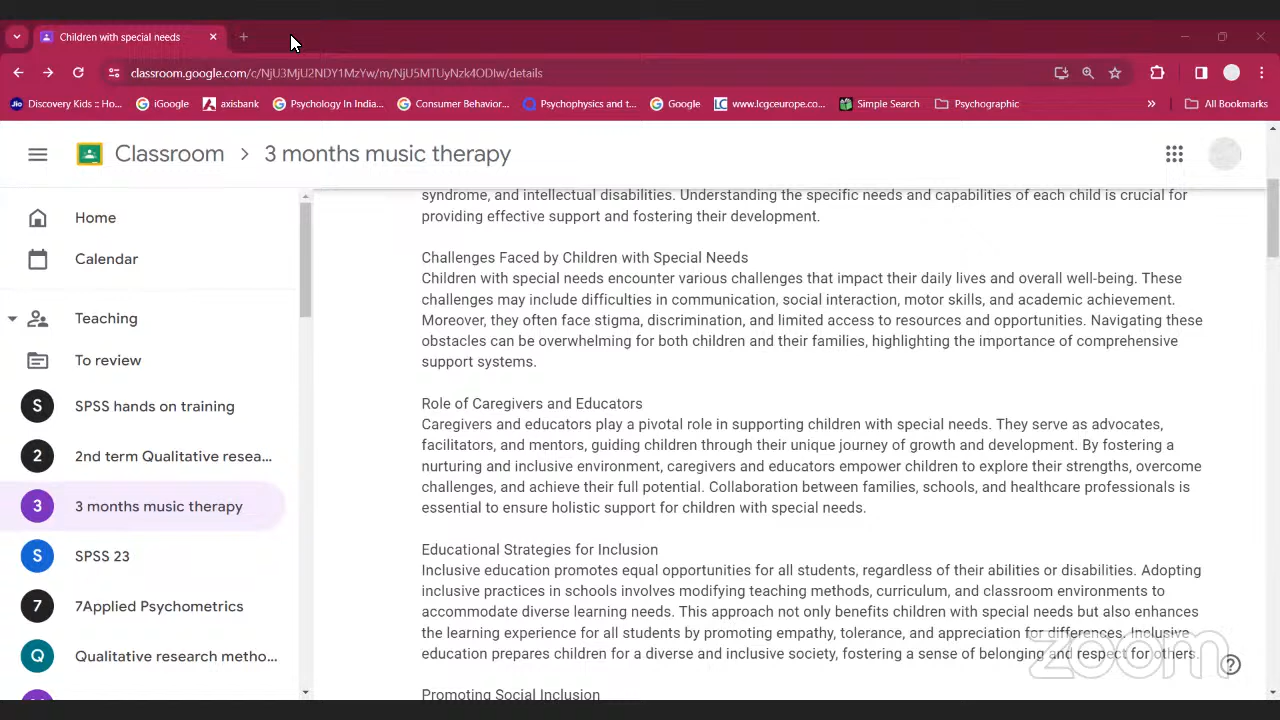 Children with special needs
classroom.google.com/c/NjU3MjU2NDY1MzYw/m/NjU5MTUyNzk4ODIw/details
Discovery Kids :: Ho... iGoogle axisbank Psychology In India... Consumer Behavior... Psychophysics and t... Google www.lcgceurope.co... Simple Search Psychographic » All Bookmarks
Classroom > 3 months music therapy
Home
Calendar
Teaching
To review
S SPSS hands on training
2 2nd term Qualitative resea...
3 3 months music therapy
S SPSS 23
7 7Applied Psychometrics
Q Qualitative research metho...
syndrome, and intellectual disabilities. Understanding the specific needs and capabilities of each child is crucial for
providing effective support and fostering their development.
Challenges Faced by Children with Special Needs
Children with special needs encounter various challenges that impact their daily lives and overall well-being. These
challenges may include difficulties in communication, social interaction, motor skills, and academic achievement.
Moreover, they often face stigma, discrimination, and limited access to resources and opportunities. Navigating these
obstacles can be overwhelming for both children and their families, highlighting the importance of comprehensive
support systems.
Role of Caregivers and Educators
Caregivers and educators play a pivotal role in supporting children with special needs. They serve as advocates,
facilitators, and mentors, guiding children through their unique journey of growth and development. By fostering a
nurturing and inclusive environment, caregivers and educators empower children to explore their strengths, overcome
challenges, and achieve their full potential. Collaboration between families, schools, and healthcare professionals is
essential to ensure holistic support for children with special needs.
Educational Strategies for Inclusion
Inclusive education promotes equal opportunities for all students, regardless of their abilities or disabilities. Adopting
inclusive practices in schools involves modifying teaching methods, curriculum, and classroom environments to
accommodate diverse learning needs. This approach not only benefits children with special needs but also enhances
the learning experience for all students by promoting empathy, tolerance, and appreciation for differences. Inclusive
education prepares children for a diverse and inclusive society, fostering a sense of belonging and respect for others.
Promoting Social Inclusion
zoom